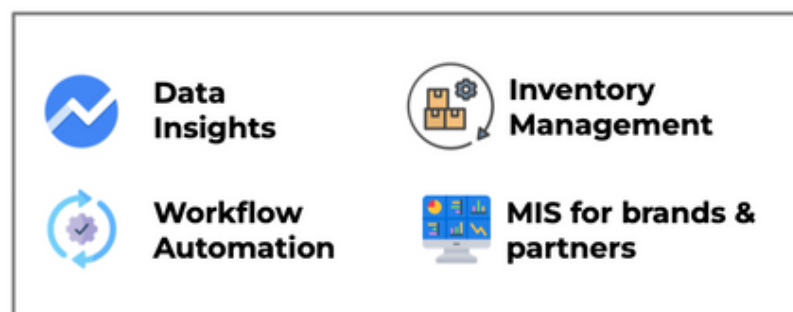 Data
Insights
Inventory
Management
Workflow
Automation
MIS for brands &
partners